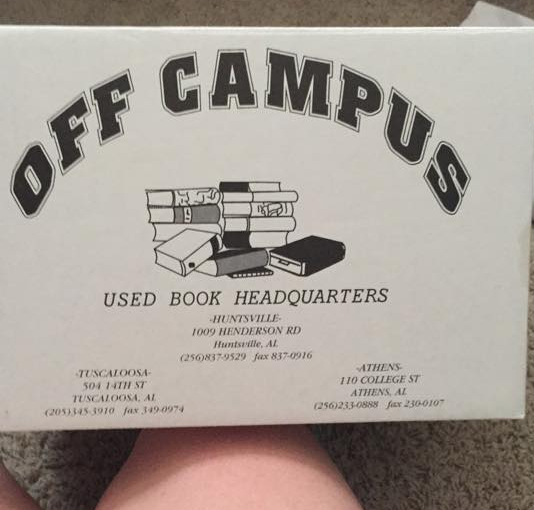 OFF CAMPUS
USED BOOK HEADQUARTERS
-HUNTSVILLE-
1009 HENDERSON RD
Huntsville, AL
(256)837-9529 fax 837-0916
-TUSCALOOSA-
504 14TH ST
TUSCALOOSA, AL
(205)345-3910 fax 349-0974
-ATHENS-
110 COLLEGE ST
ATHENS, AL
(256)233-0888 fax 230-0107